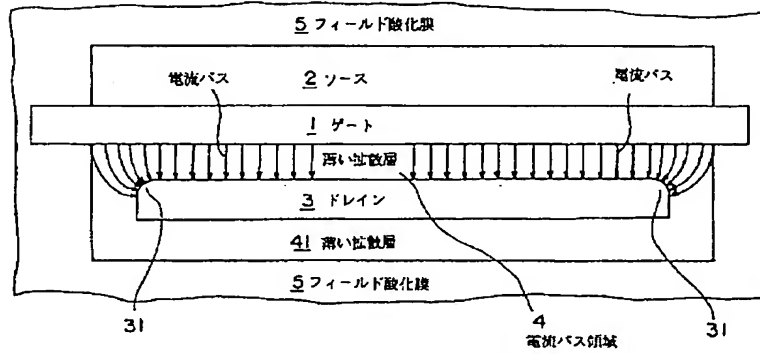 5 フィールド酸化膜
電流パス
2 ソース
電流パス
1 ゲート
薄い拡散層
3 ドレイン
41 薄い拡散層
5 フィールド酸化膜
31
4
電流パス領域
31